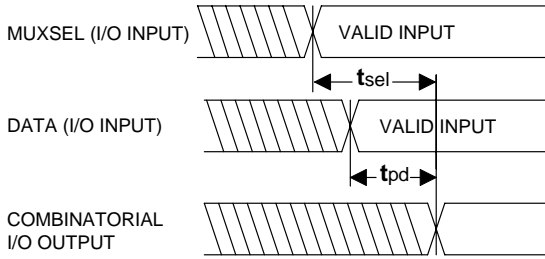 MUXSEL (I/O INPUT)
VALID INPUT
tsel
DATA (I/O INPUT)
VALID INPUT
tpd
COMBINATORIAL
I/O OUTPUT